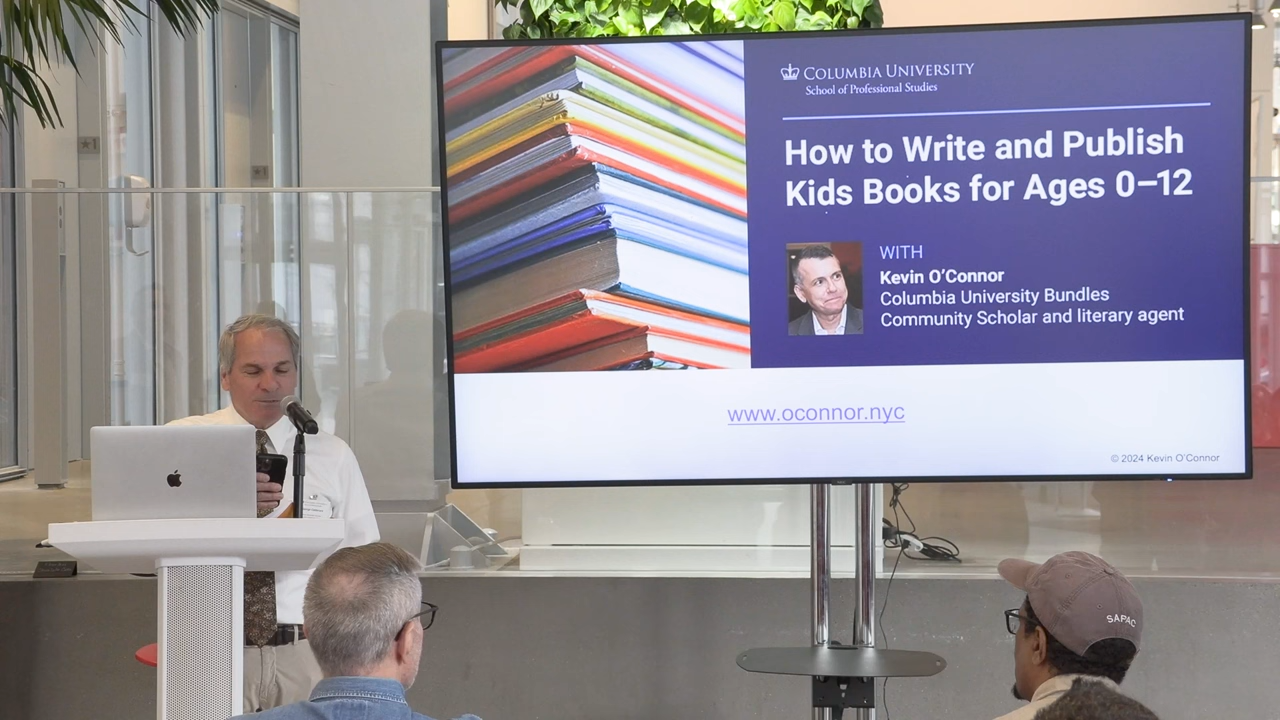 COLUMBIA UNIVERSITY
School of Professional Studies
How to Write and Publish
Kids Books for Ages 0–12
WITH
Kevin O'Connor
Columbia University Bundles
Community Scholar and literary agent
www.oconnor.nyc
© 2024 Kevin O'Connor
SAPAC
★1